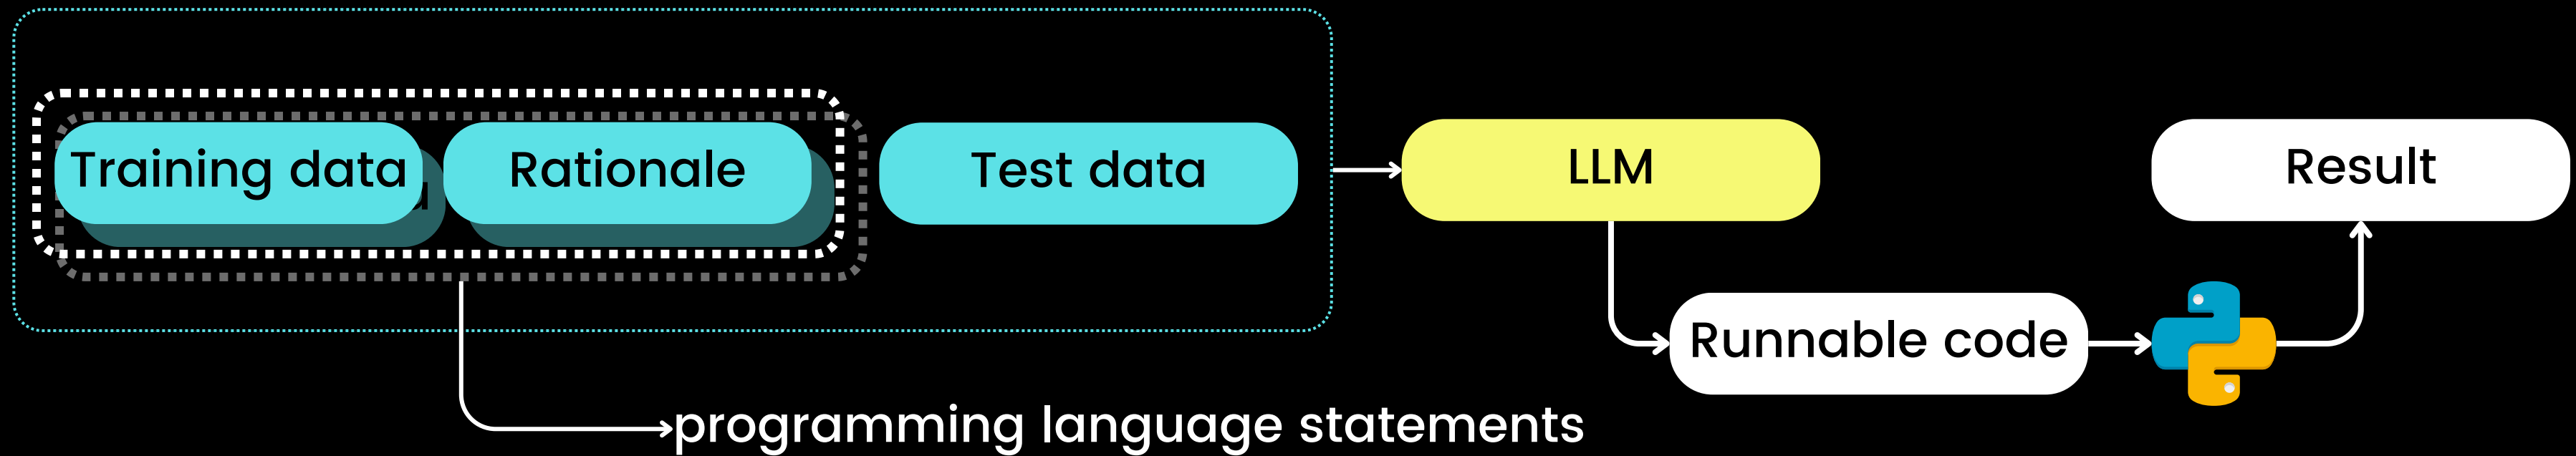 Training data
Rationale
Test data
LLM
Result
Runnable code
programming language statements